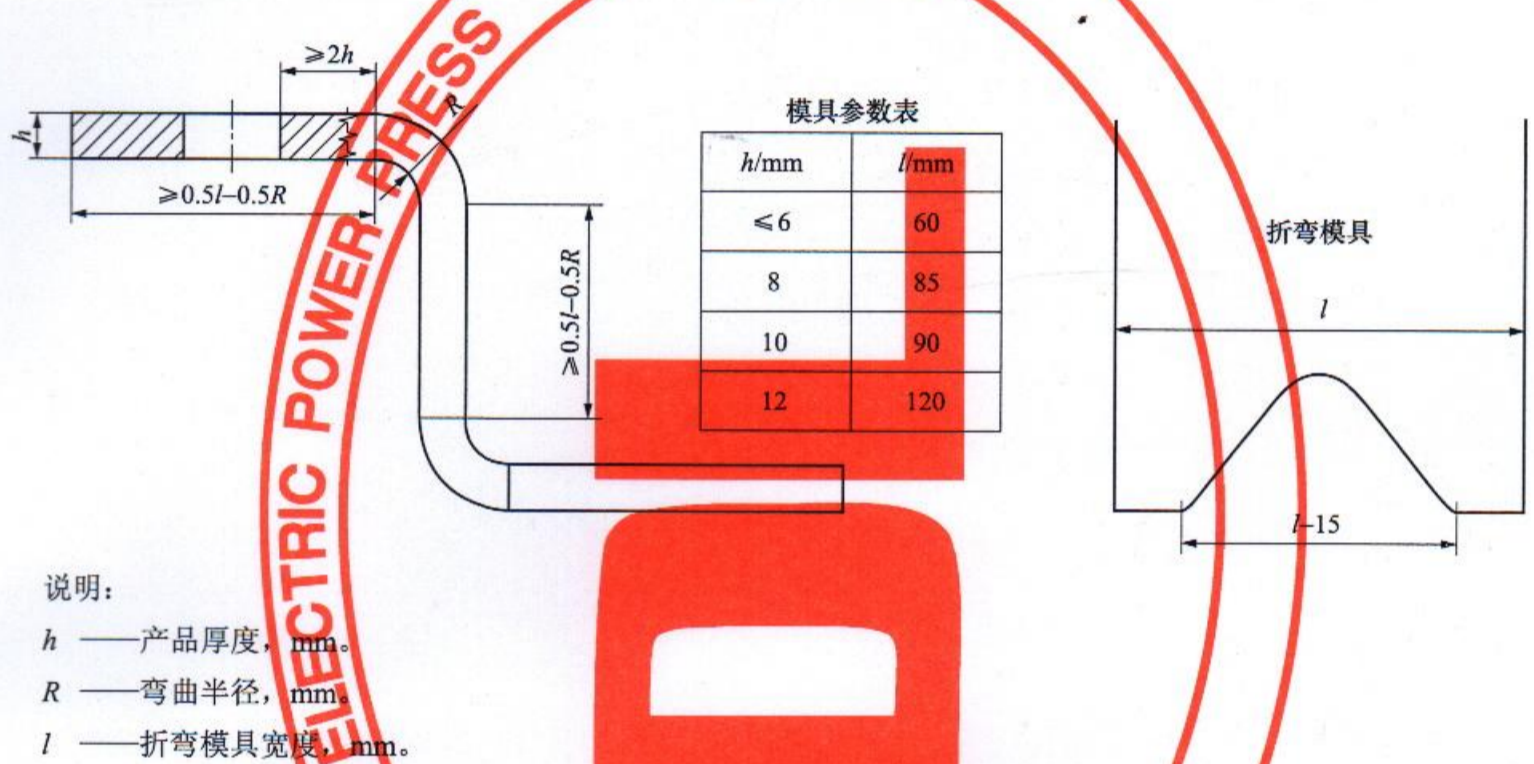 ≥2h
h
R
≥0.5l–0.5R
≥0.5l–0.5R
模具参数表
h/mm l/mm
≤6 60
8 85
10 90
12 120
折弯模具
l
l–15
说明：
h ——产品厚度，mm。
R ——弯曲半径，mm。
l ——折弯模具宽度，mm。
ELECTRIC POWER PRESS